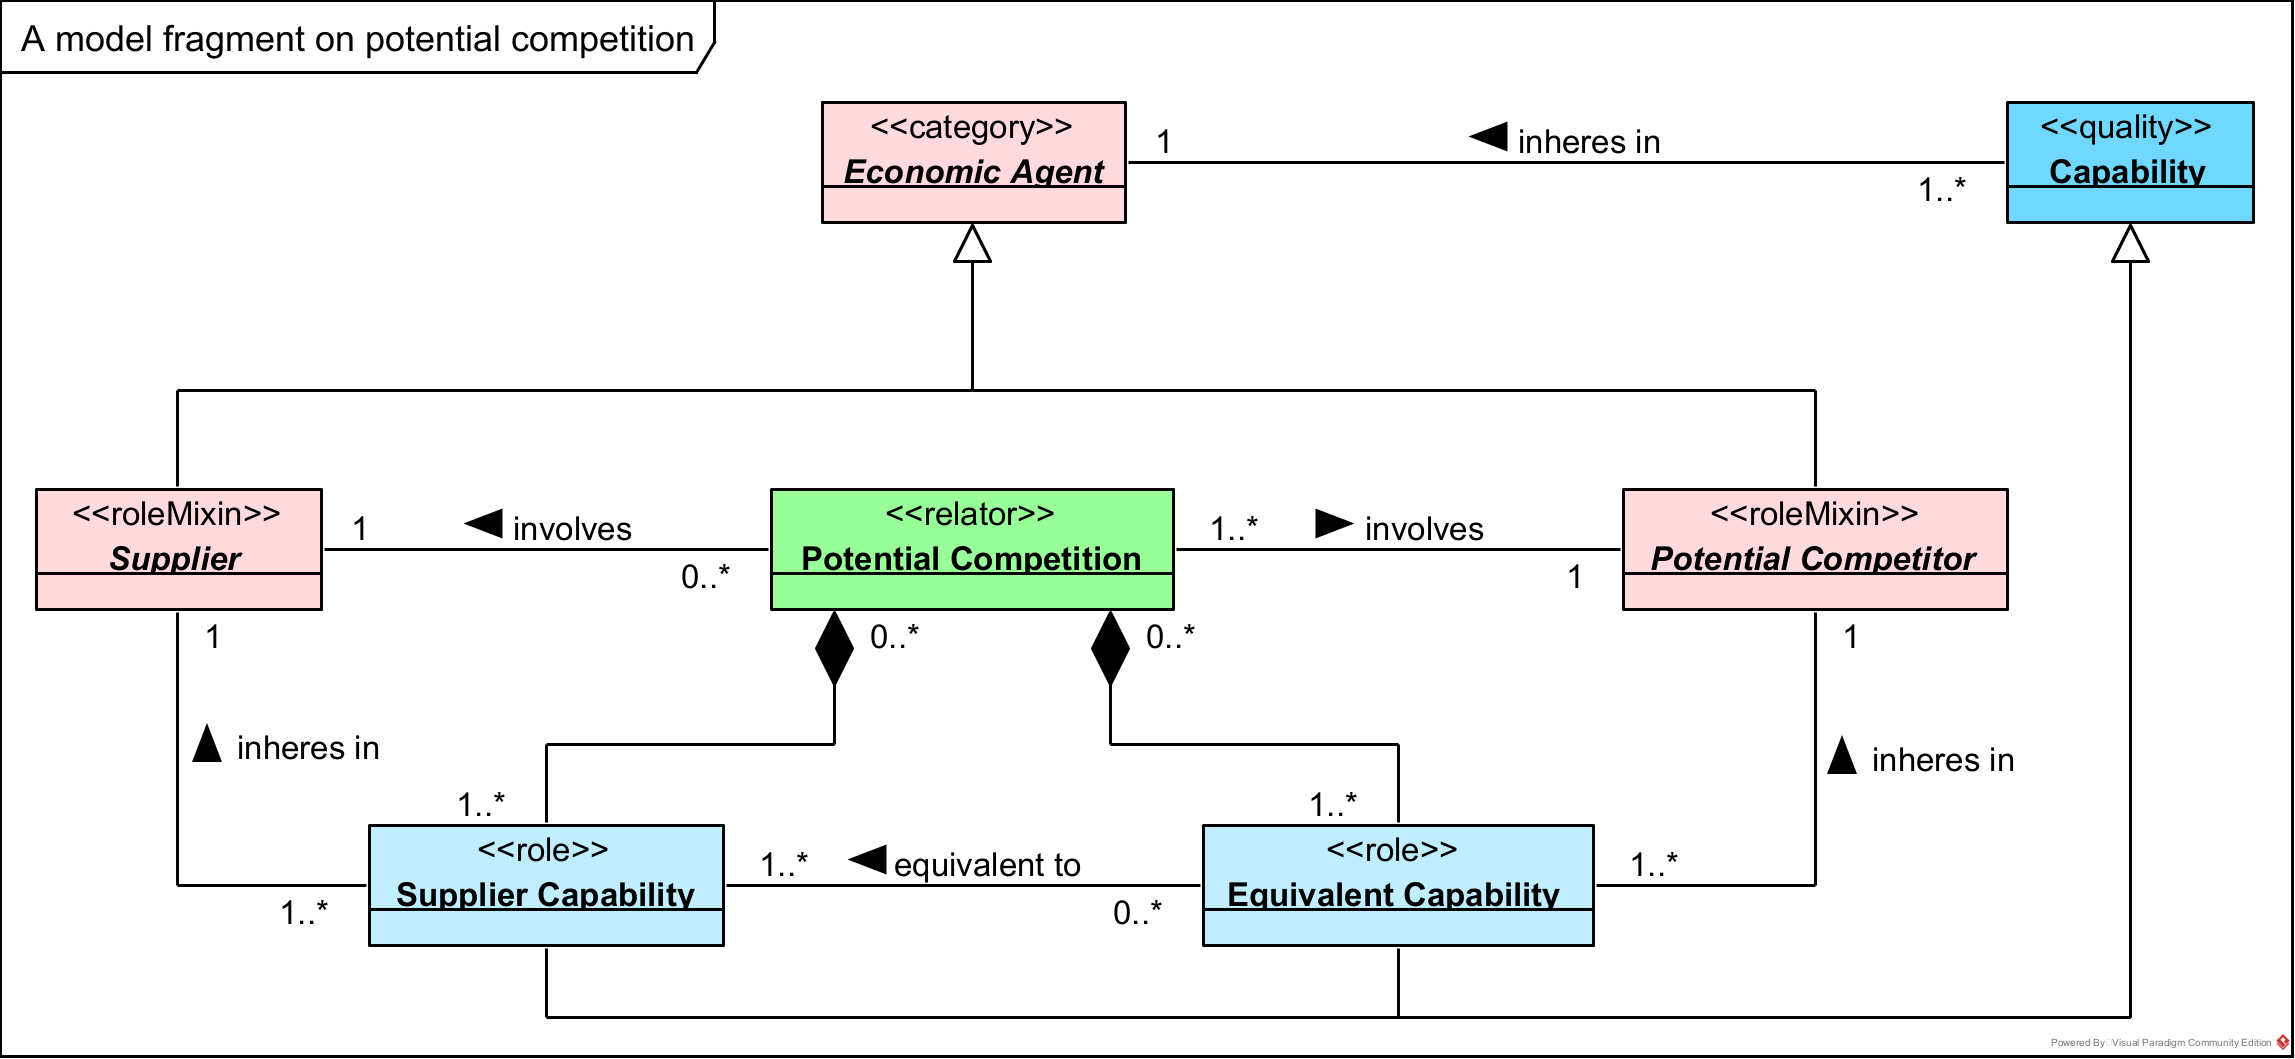 A model fragment on potential competition
<<category>>
Economic Agent
1
inheres in
1..*
<<quality>>
Capability
<<roleMixin>>
Supplier
1
involves
0..*
<<relator>>
Potential Competition
1..*
involves
1
<<roleMixin>>
Potential Competitor
1
0..*
0..*
1
inheres in
inheres in
1..*
1..*
1..*
<<role>>
Supplier Capability
1..*
equivalent to
0..*
<<role>>
Equivalent Capability
1..*
Powered By Visual Paradigm Community Edition